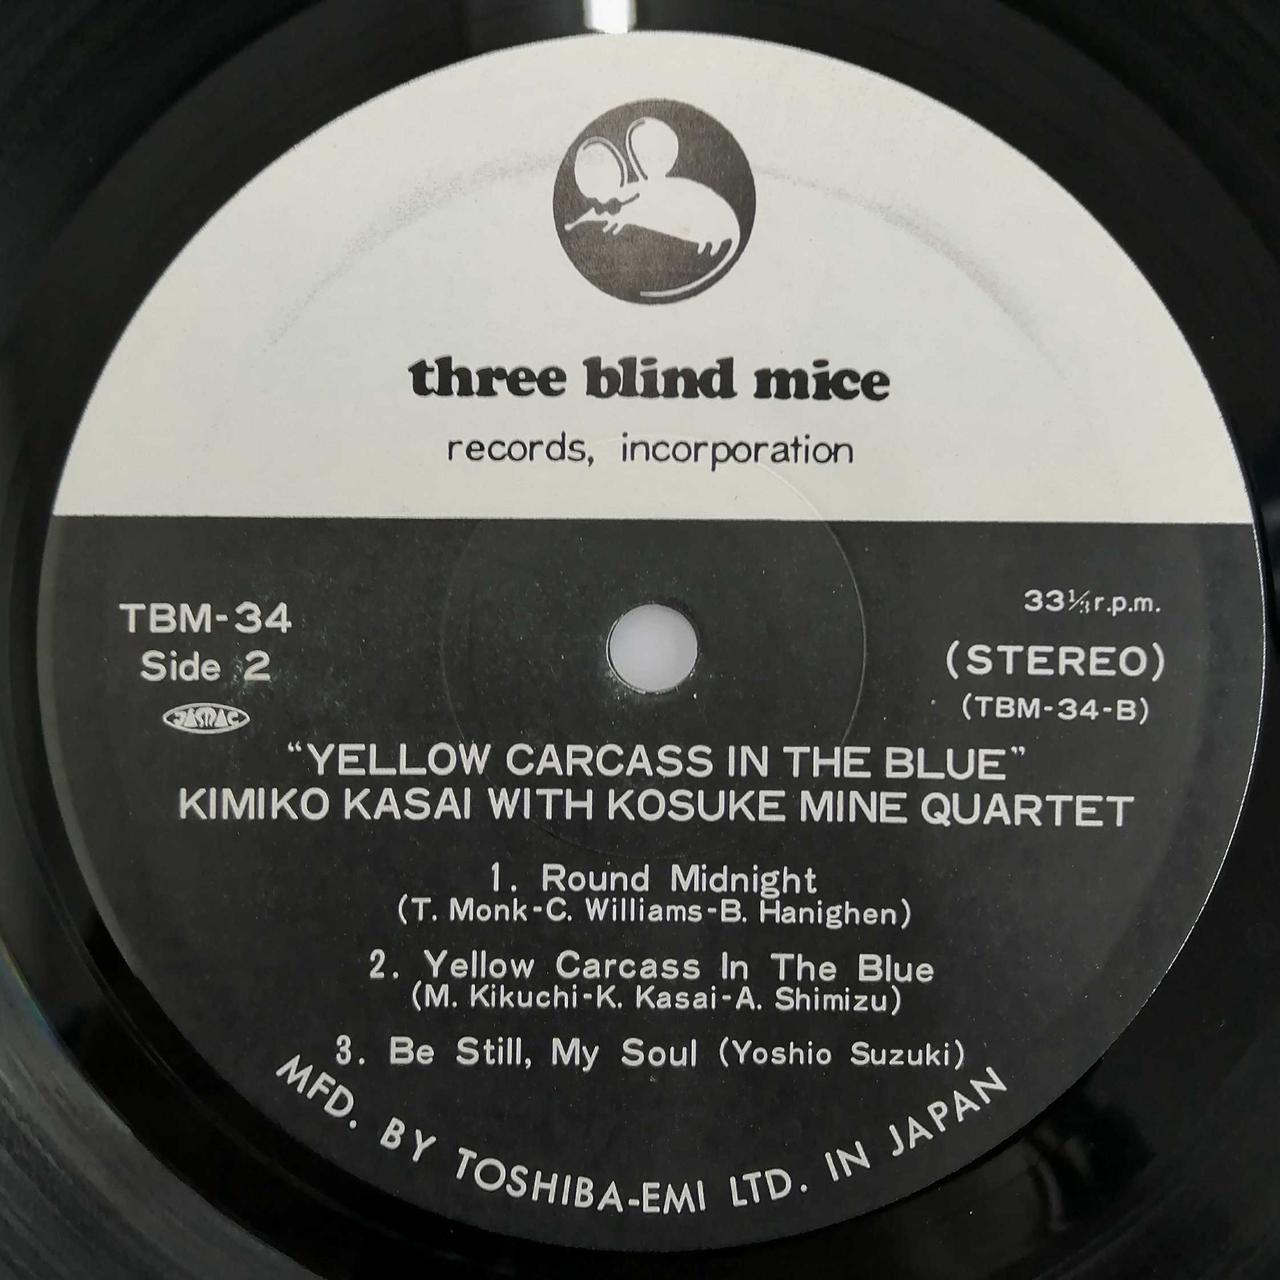 three blind mice
records, incorporation
TBM-34
Side 2
JASRAC
33⅓ r.p.m.
(STEREO)
(TBM-34-B)
“YELLOW CARCASS IN THE BLUE”
KIMIKO KASAI WITH KOSUKE MINE QUARTET
1. Round Midnight
(T. Monk-C. Williams-B. Hanighen)
2. Yellow Carcass In The Blue
(M. Kikuchi-K. Kasai-A. Shimizu)
3. Be Still, My Soul (Yoshio Suzuki)
MFD. BY TOSHIBA-EMI LTD. IN JAPAN